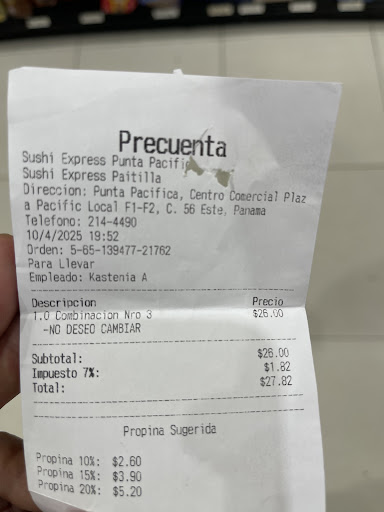 Precuenta
Sushi Express Punta Pacific
Sushi Express Paitilla
Direccion: Punta Pacifica, Centro Comercial Plaz
a Pacific Local F1-F2, C. 56 Este, Panama
Telefono: 214-4490
10/4/2025 19:52
Orden: 5-65-139477-21762
Para Llevar
Empleado: Kastenia A
Descripcion Precio
1.0 Combinacion Nro 3 $26.00
-NO DESEO CAMBIAR
Subtotal: $26.00
Impuesto 7%: $1.82
Total: $27.82
Propina Sugerida
Propina 10%: $2.60
Propina 15%: $3.90
Propina 20%: $5.20